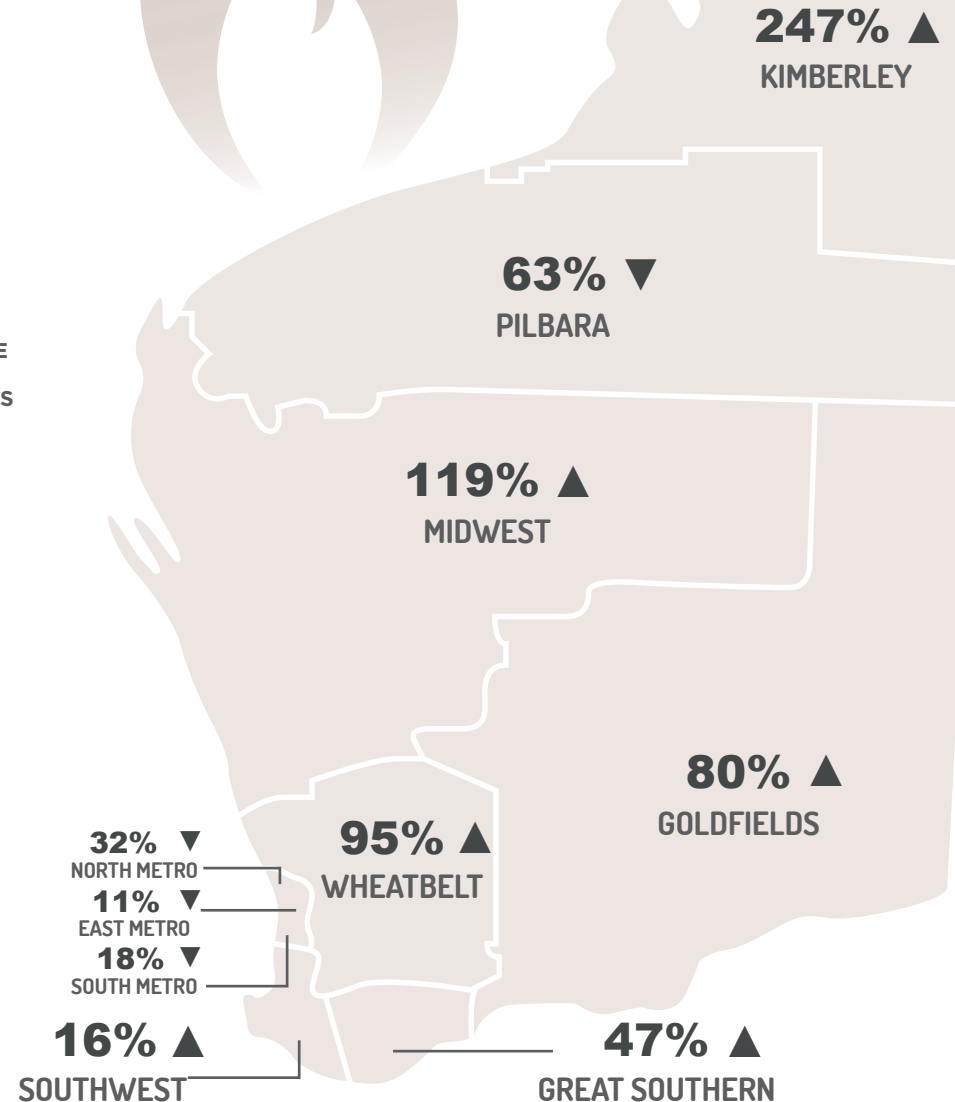 247% ▲
KIMBERLEY
63% ▼
PILBARA
E
S
119% ▲
MIDWEST
80% ▲
GOLDFIELDS
95% ▲
WHEATBELT
32% ▼
NORTH METRO
11% ▼
EAST METRO
18% ▼
SOUTH METRO
16% ▲
SOUTHWEST
47% ▲
GREAT SOUTHERN